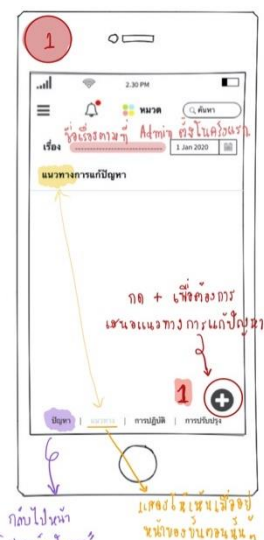 1
2.30 PM
หมวด
ค้นหา
ชื่อเรื่องตามที่ Admin ตั้งในครั้งแรก
เรื่อง
1 Jan 2020
แนวทางการแก้ปัญหา
กด + เพื่อต้องการ
เสนอแนวทางการแก้ปัญหา
1
ปัญหา | แนวทาง | การปฏิบัติ | การปรับปรุง
กลับไปหน้า
แสดงให้เห็นเมื่ออยู่
หน้าของขั้นตอนนั้นๆ